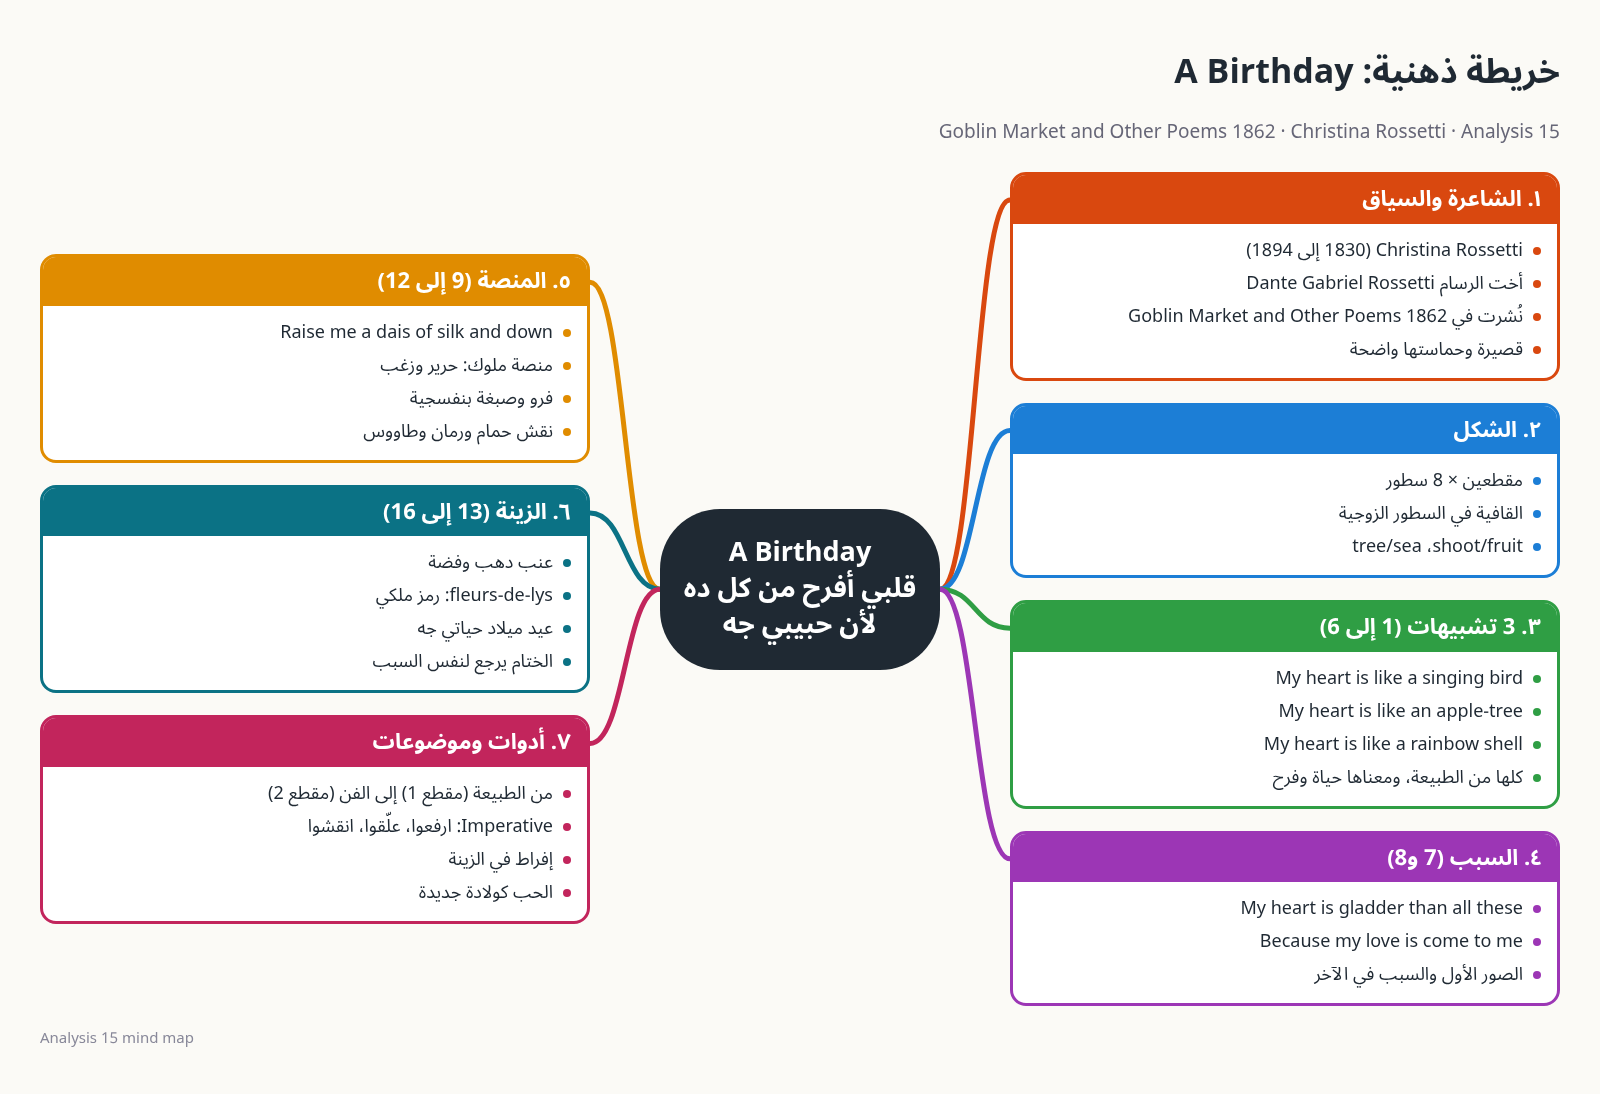 خريطة ذهنية: A Birthday
Goblin Market and Other Poems 1862 · Christina Rossetti · Analysis 15
١. الشاعرة والسياق
Christina Rossetti (1830 إلى 1894)
أخت الرسام Dante Gabriel Rossetti
نُشرت في Goblin Market and Other Poems 1862
قصيرة وحماستها واضحة
٢. الشكل
مقطعين × 8 سطور
القافية في السطور الزوجية
tree/sea ،shoot/fruit
٣. 3 تشبيهات (1 إلى 6)
My heart is like a singing bird
My heart is like an apple-tree
My heart is like a rainbow shell
كلها من الطبيعة، ومعناها حياة وفرح
٤. السبب (7 و8)
My heart is gladder than all these
Because my love is come to me
الصور الأول والسبب في الآخر
A Birthday
قلبي أفرح من كل ده
لأن حبيبي جه
٥. المنصة (9 إلى 12)
Raise me a dais of silk and down
منصة ملوك: حرير وزغب
فرو وصبغة بنفسجية
نقش حمام ورمان وطاووس
٦. الزينة (13 إلى 16)
عنب دهب وفضة
fleurs-de-lys: رمز ملكي
عيد ميلاد حياتي جه
الختام يرجع لنفس السبب
٧. أدوات وموضوعات
من الطبيعة (مقطع 1) إلى الفن (مقطع 2)
Imperative: ارفعوا، علّقوا، انقشوا
إفراط في الزينة
الحب كولادة جديدة
Analysis 15 mind map